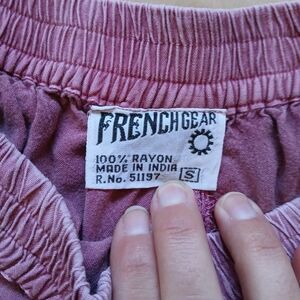 FRENCH GEAR
100% RAYON
MADE IN INDIA
R.No. 51197 S